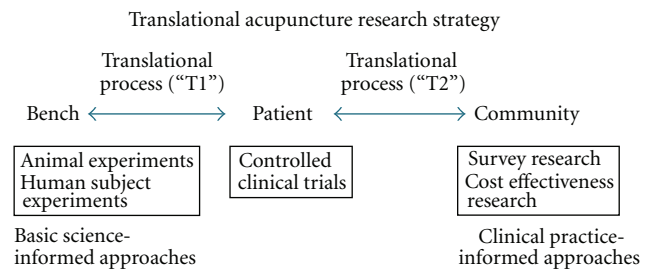 Translational acupuncture research strategy
Translational
process (“T1”)
Translational
process (“T2”)
Bench
Patient
Community
Animal experiments
Human subject
experiments
Controlled
clinical trials
Survey research
Cost effectiveness
research
Basic science-
informed approaches
Clinical practice-
informed approaches